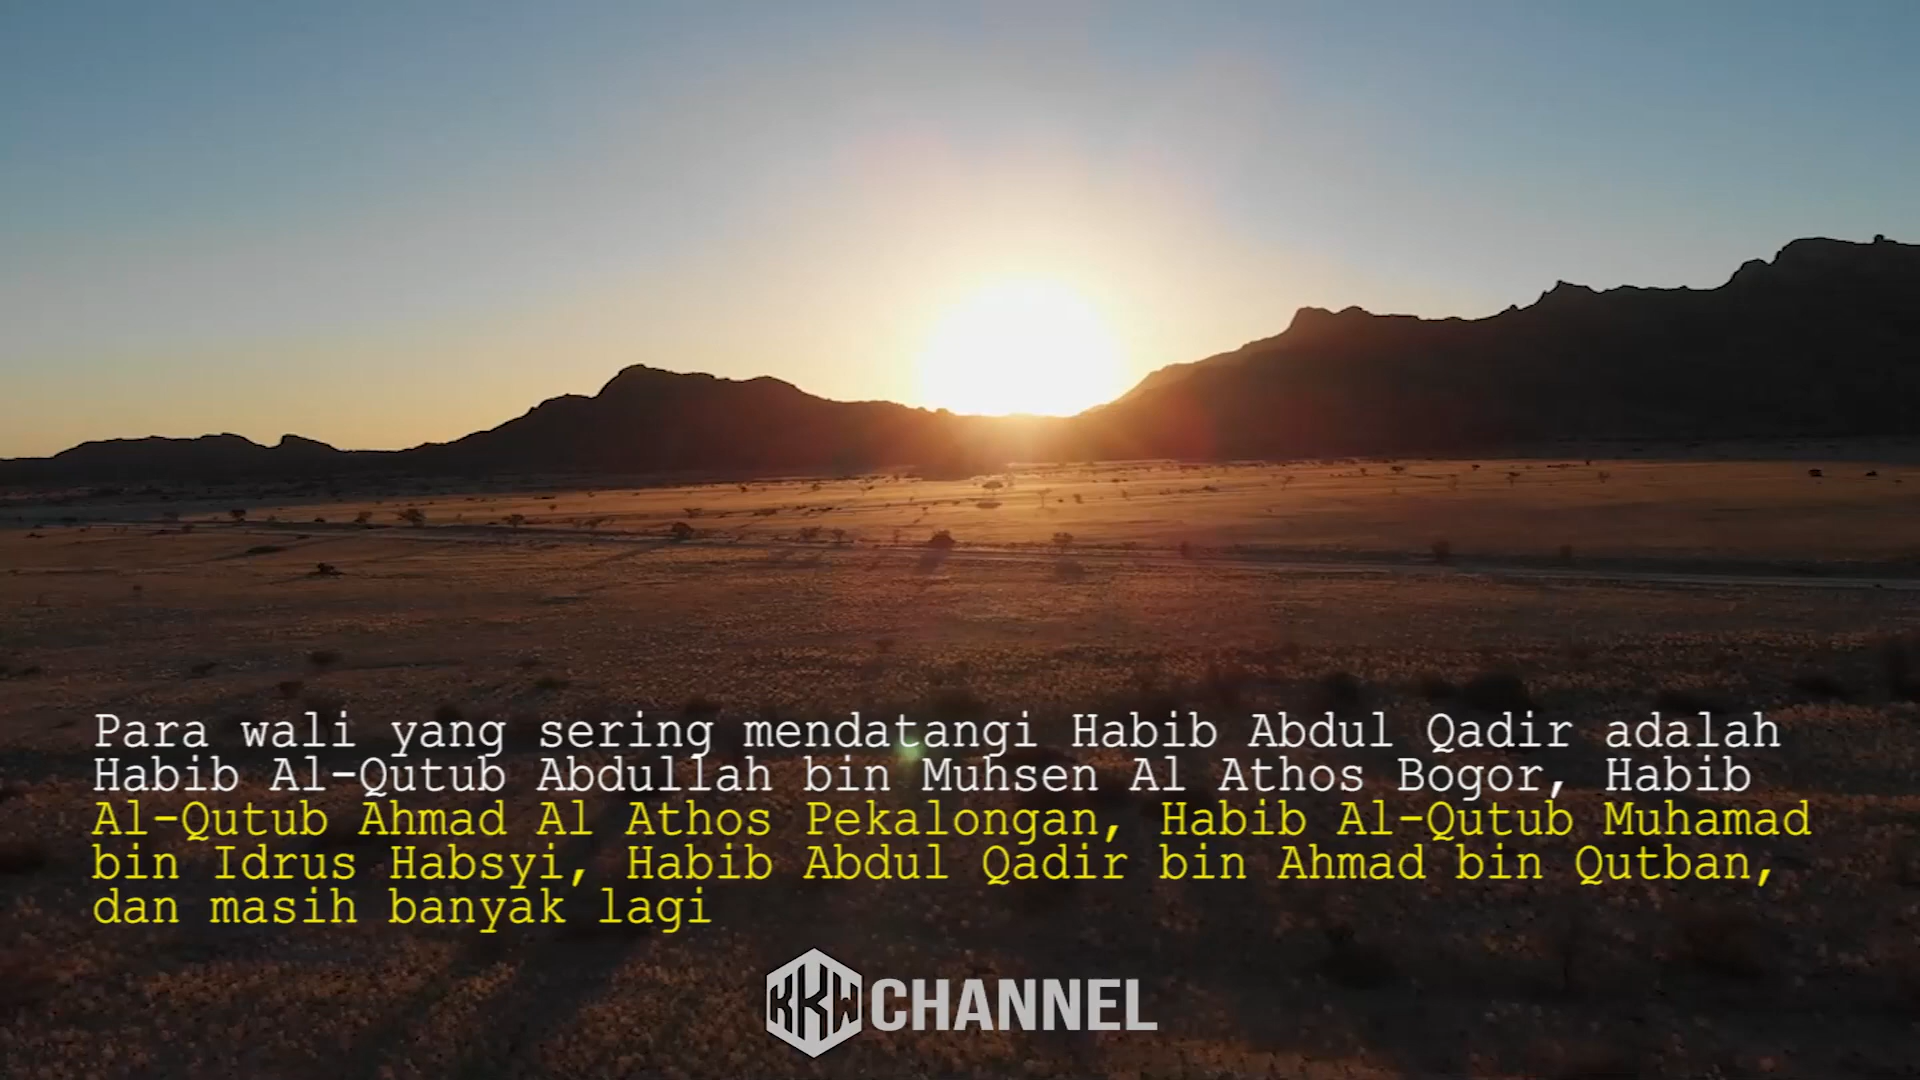 Para wali yang sering mendatangi Habib Abdul Qadir adalah
Habib Al-Qutub Abdullah bin Muhsen Al Athos Bogor, Habib
Al-Qutub Ahmad Al Athos Pekalongan, Habib Al-Qutub Muhamad
bin Idrus Habsyi, Habib Abdul Qadir bin Ahmad bin Qutban,
dan masih banyak lagi
KKW CHANNEL